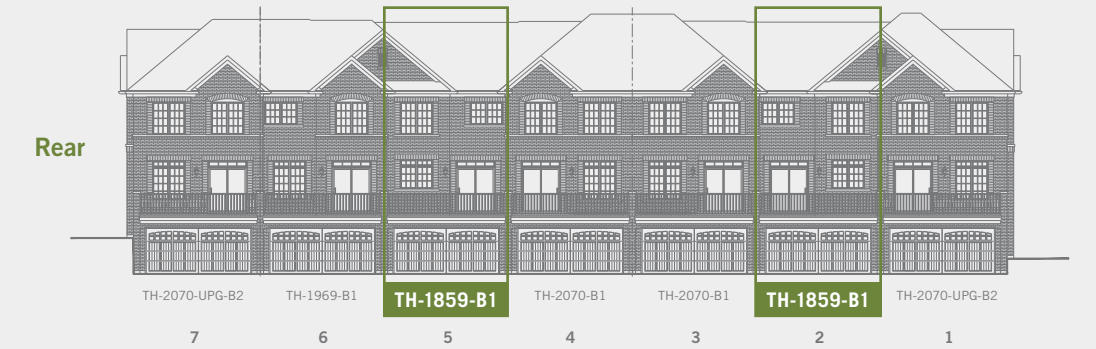 Rear
TH-2070-UPG-B2 TH-1969-B1 TH-1859-B1 TH-2070-B1 TH-2070-B1 TH-1859-B1 TH-2070-UPG-B2
7 6 5 4 3 2 1